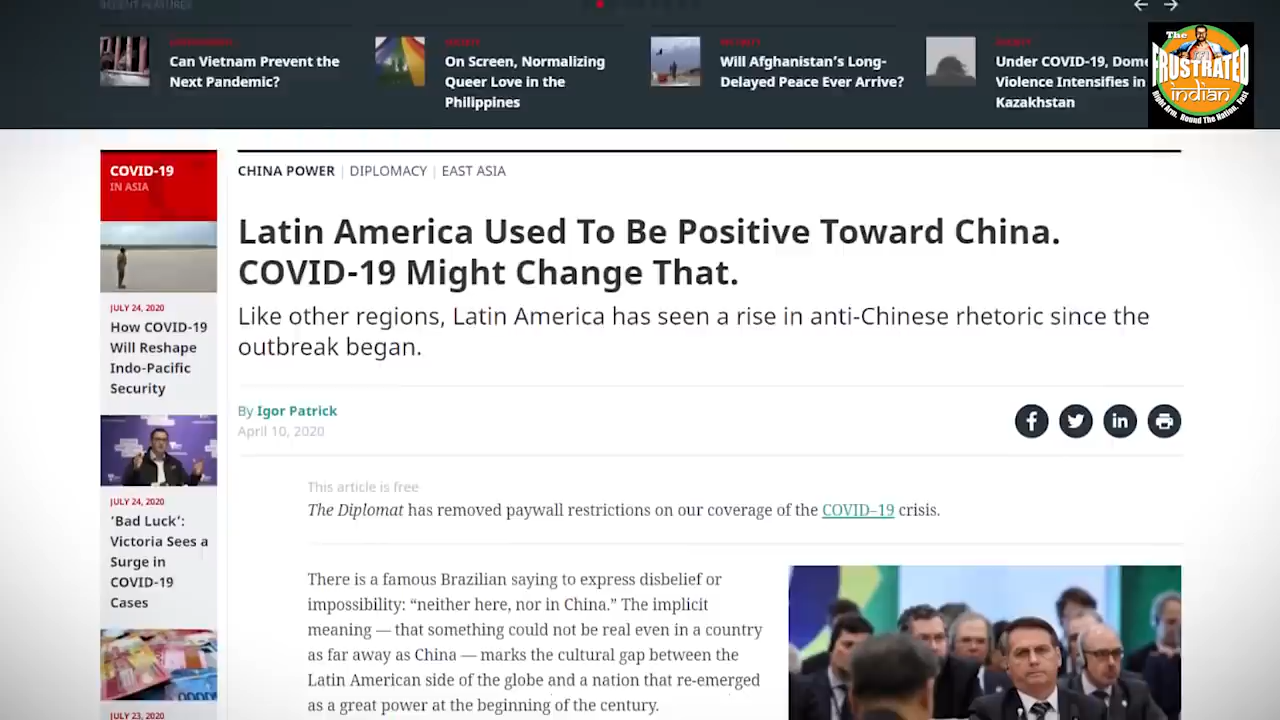 RECENT FEATURES
Can Vietnam Prevent the
Next Pandemic?
SOCIETY
On Screen, Normalizing
Queer Love in the
Philippines
SECURITY
Will Afghanistan's Long-
Delayed Peace Ever Arrive?
SOCIETY
Under COVID-19, Dome
Violence Intensifies in
Kazakhstan
The
FRUSTRATED
indian
Right Arm. Round The Nation. Fast
COVID-19
IN ASIA
JULY 24, 2020
How COVID-19
Will Reshape
Indo-Pacific
Security
JULY 24, 2020
'Bad Luck':
Victoria Sees a
Surge in
COVID-19
Cases
JULY 23, 2020
CHINA POWER | DIPLOMACY | EAST ASIA
Latin America Used To Be Positive Toward China.
COVID-19 Might Change That.
Like other regions, Latin America has seen a rise in anti-Chinese rhetoric since the
outbreak began.
By Igor Patrick
April 10, 2020
This article is free
The Diplomat has removed paywall restrictions on our coverage of the COVID–19 crisis.
There is a famous Brazilian saying to express disbelief or
impossibility: “neither here, nor in China.” The implicit
meaning — that something could not be real even in a country
as far away as China — marks the cultural gap between the
Latin American side of the globe and a nation that re-emerged
as a great power at the beginning of the century.